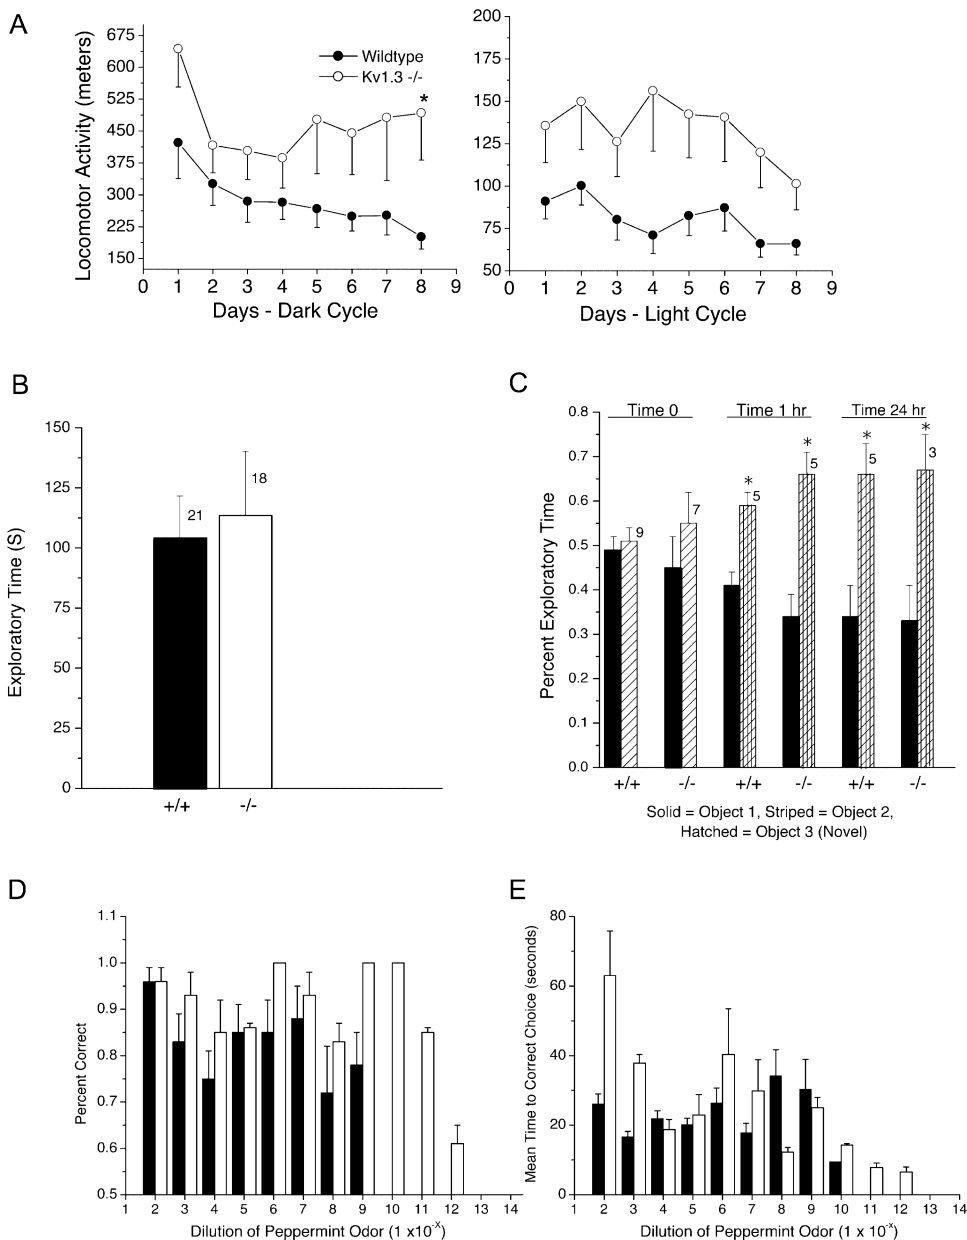 A
Locomotor Activity (meters)
675
600
525
450
375
300
225
150
Wildtype
Kv1.3 -/-
*
0 1 2 3 4 5 6 7 8 9
Days - Dark Cycle
200
150
125
100
75
50
0 1 2 3 4 5 6 7 8 9
Days - Light Cycle
B
Exploratory Time (S)
150
100
75
50
25
0
21
18
+/+ -/-
C
Percent Exploratory Time
0.8
0.7
0.6
0.5
0.4
0.3
0.2
0.1
0.0
Time 0 Time 1 hr Time 24 hr
9 7 * 5 * 5 * 5 * 3
+/+ -/- +/+ -/- +/+ -/-
Solid = Object 1, Striped = Object 2,
Hatched = Object 3 (Novel)
D
Percent Correct
1.1
1.0
0.9
0.8
0.7
0.6
0.5
1 2 3 4 5 6 7 8 9 10 11 12 13 14
Dilution of Peppermint Odor (1 x10-X)
E
Mean Time to Correct Choice (seconds)
80
60
40
20
0
1 2 3 4 5 6 7 8 9 10 11 12 13 14
Dilution of Peppermint Odor (1 x10-X)